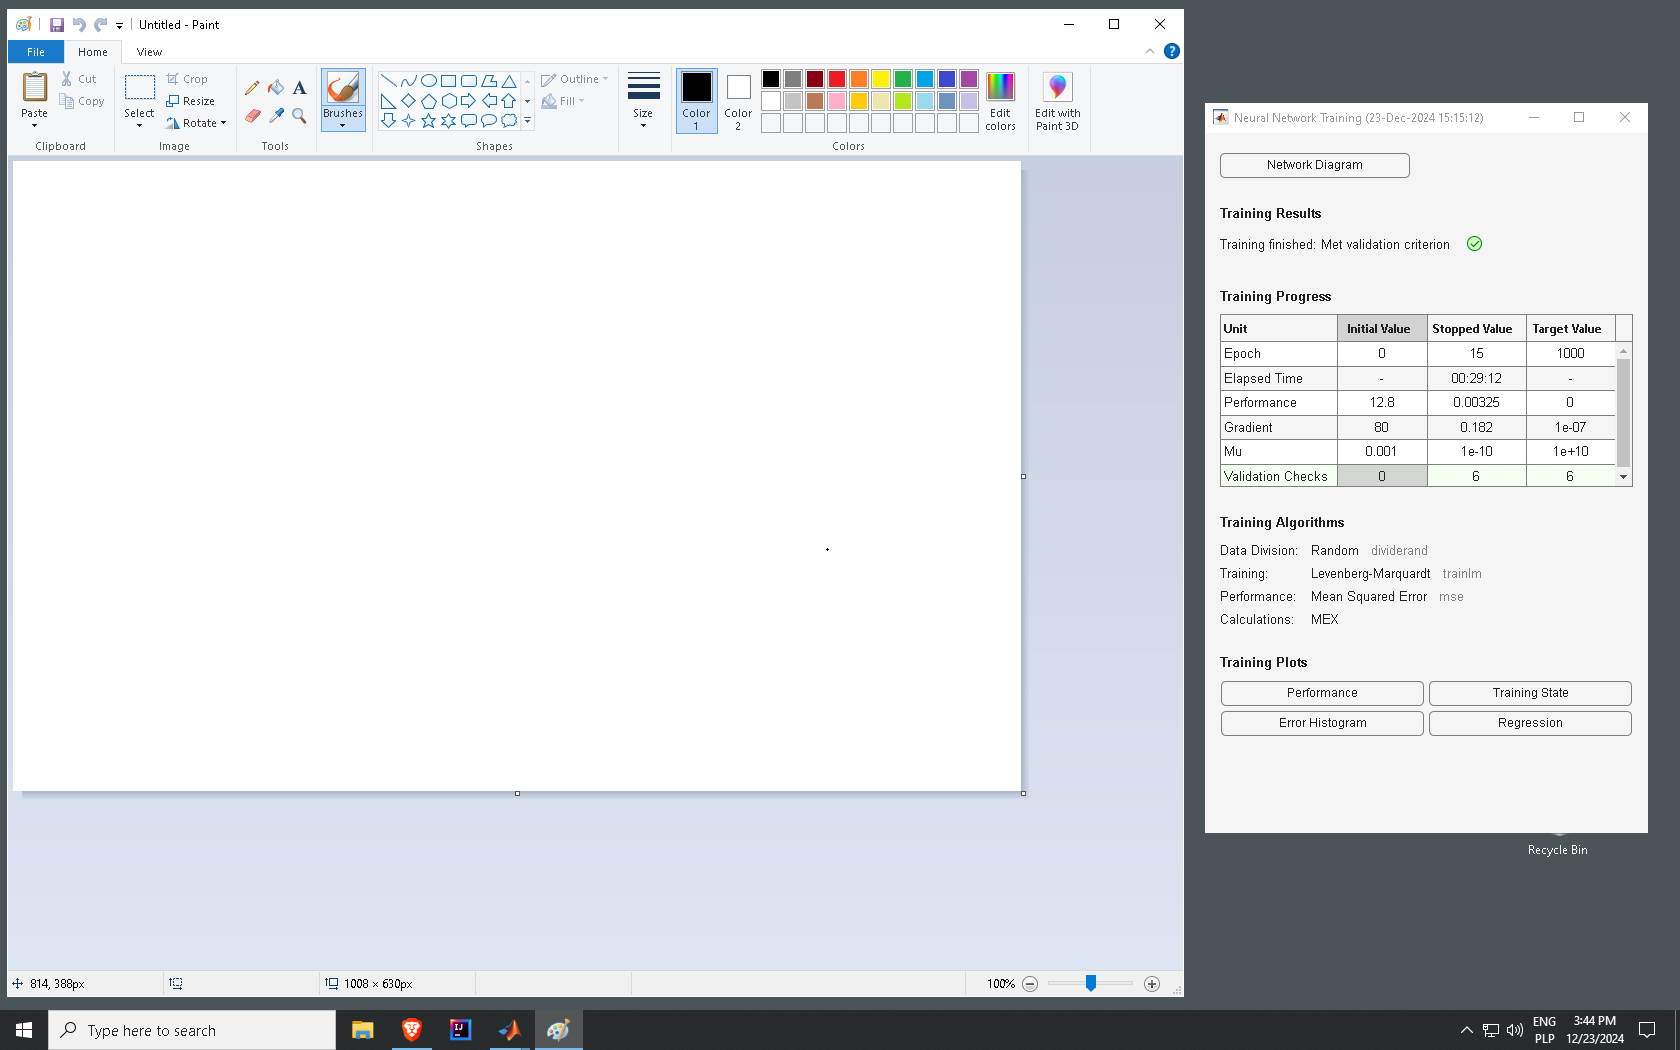 Untitled - Paint
File Home View
Paste
Cut
Copy
Clipboard
Select
Crop
Resize
Rotate
Image
Tools
Brushes
Shapes
Outline
Fill
Size
Color 1
Color 2
Edit colors
Colors
Edit with Paint 3D
814, 388px
1008 × 630px
100%
Neural Network Training (23-Dec-2024 15:15:12)
Network Diagram
Training Results
Training finished: Met validation criterion
Training Progress
Unit Initial Value Stopped Value Target Value
Epoch 0 15 1000
Elapsed Time - 00:29:12 -
Performance 12.8 0.00325 0
Gradient 80 0.182 1e-07
Mu 0.001 1e-10 1e+10
Validation Checks 0 6 6
Training Algorithms
Data Division: Random dividerand
Training: Levenberg-Marquardt trainlm
Performance: Mean Squared Error mse
Calculations: MEX
Training Plots
Performance Training State
Error Histogram Regression
Recycle Bin
Type here to search
ENG
PLP
3:44 PM
12/23/2024